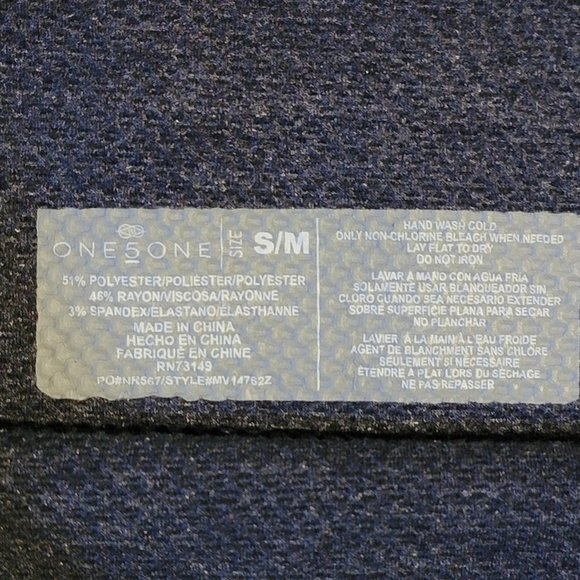 ONE5ONE
SIZE
S/M
51% POLYESTER/POLIÉSTER/POLYESTER
46% RAYON/VISCOSA/RAYONNE
3% SPANDEX/ELASTANO/ÉLASTHANNE
MADE IN CHINA
HECHO EN CHINA
FABRIQUÉ EN CHINE
RN73149
PO#NR567/STYLE#MV14762Z
HAND WASH COLD
ONLY NON-CHLORINE BLEACH WHEN NEEDED
LAY FLAT TO DRY
DO NOT IRON
LAVAR A MANO CON AGUA FRIA
SOLAMENTE USAR BLANQUEADOR SIN
CLORO CUANDO SEA NECESARIO EXTENDER
SOBRE SUPERFICIE PLANA PARA SECAR
NO PLANCHAR
LAVIER À LA MAIN À L'EAU FROIDE
AGENT DE BLANCHMENT SANS CHLORE
SEULEMENT SI NÉCESSAIRE
ÉTENDRE A PLAT LORS DU SÉCHAGE
NE PAS REPASSER